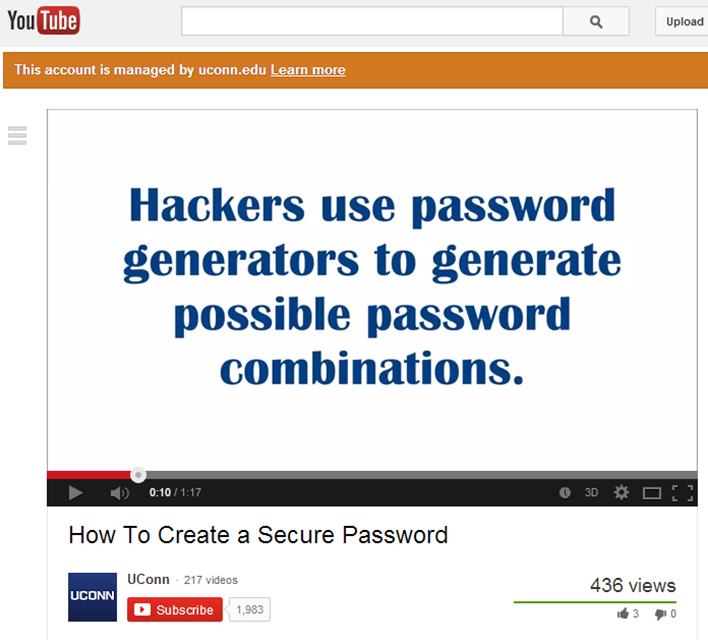 YouTube
Upload
This account is managed by uconn.edu Learn more
Hackers use password
generators to generate
possible password
combinations.
0:10 / 1:17
3D
How To Create a Secure Password
UCONN
UConn · 217 videos
Subscribe 1,983
436 views
3 0